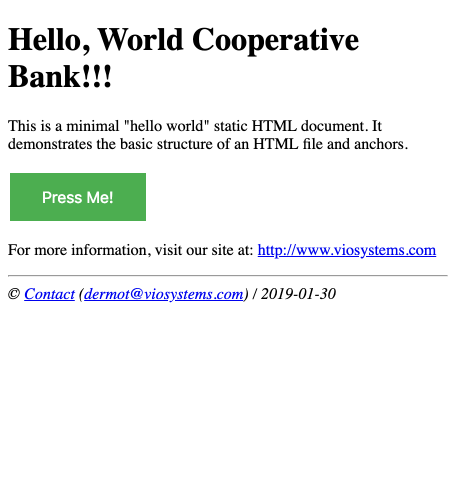 Hello, World Cooperative
Bank!!!
This is a minimal "hello world" static HTML document. It
demonstrates the basic structure of an HTML file and anchors.
Press Me!
For more information, visit our site at: http://www.viosystems.com
© Contact (dermot@viosystems.com) / 2019-01-30